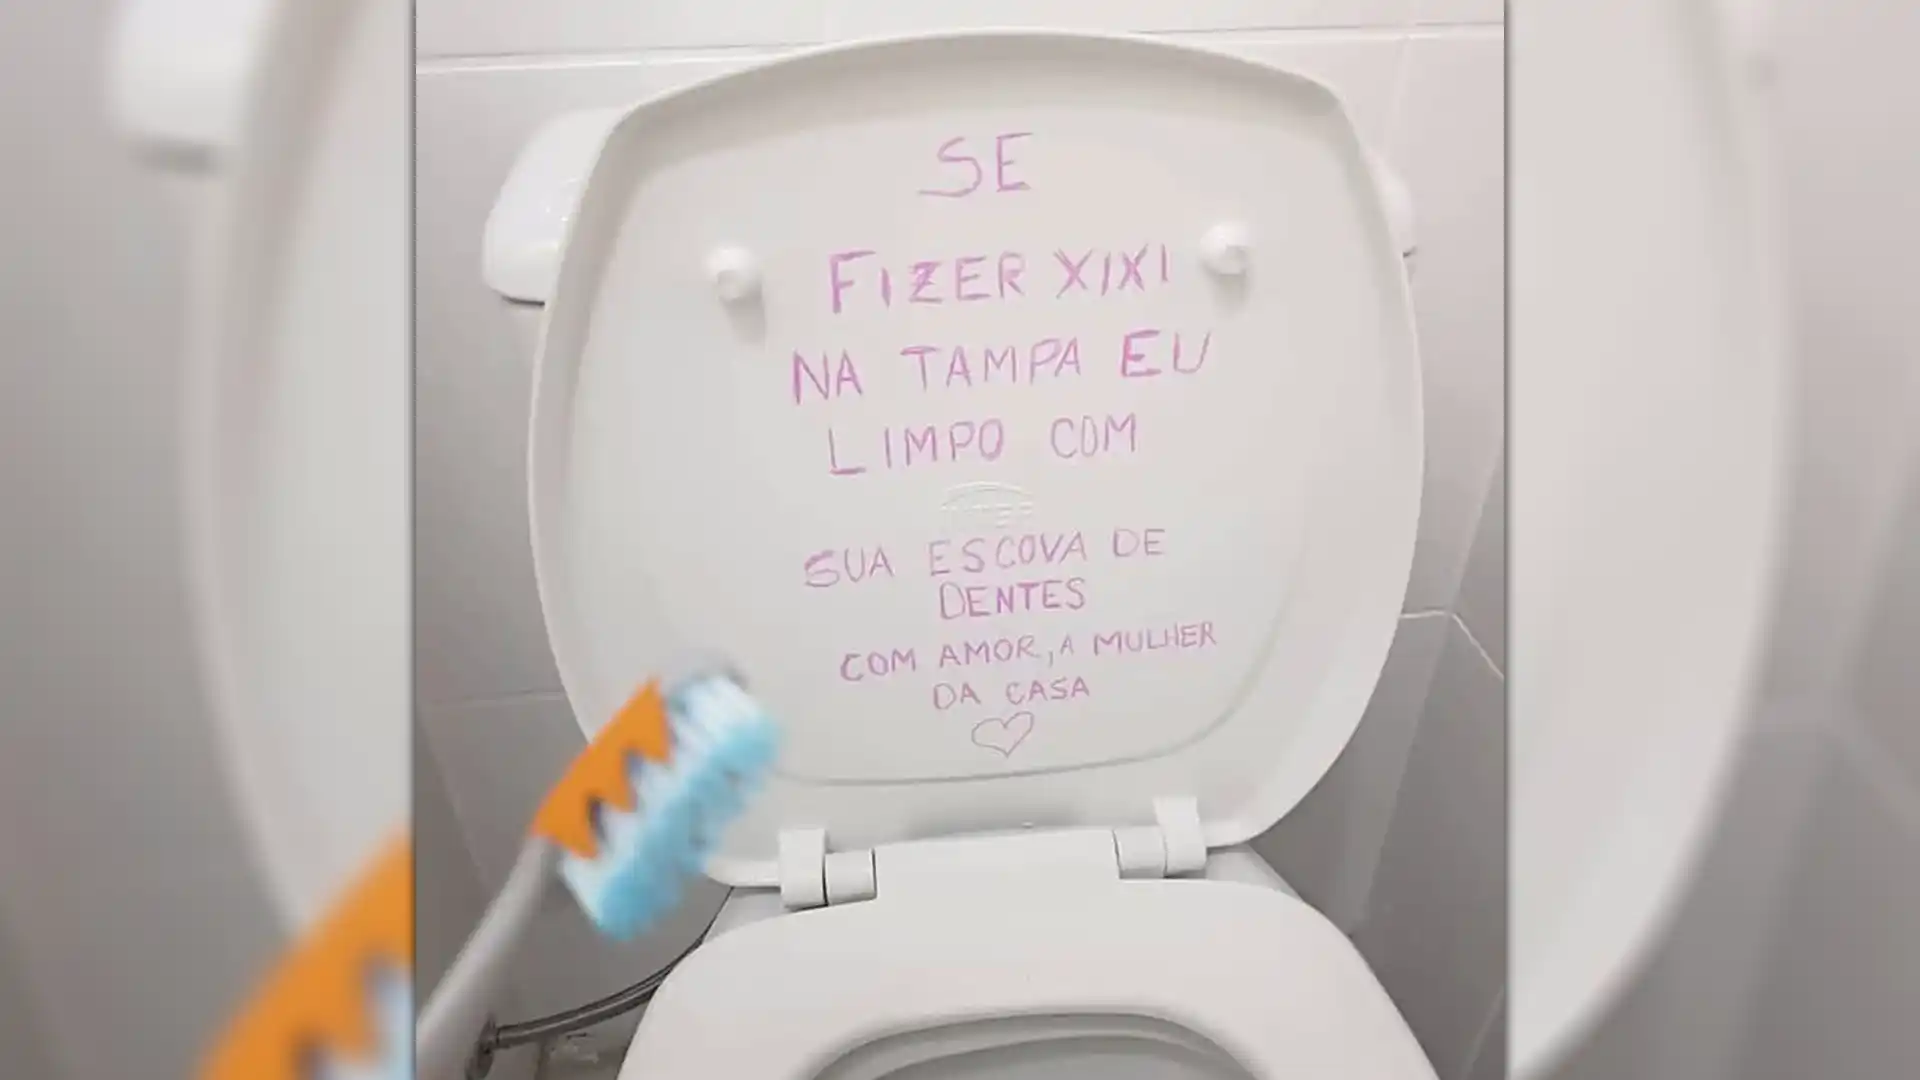 SE
FIZER XIXI
NA TAMPA EU
LIMPO COM
SUA ESCOVA DE
DENTES
COM AMOR, A MULHER
DA CASA